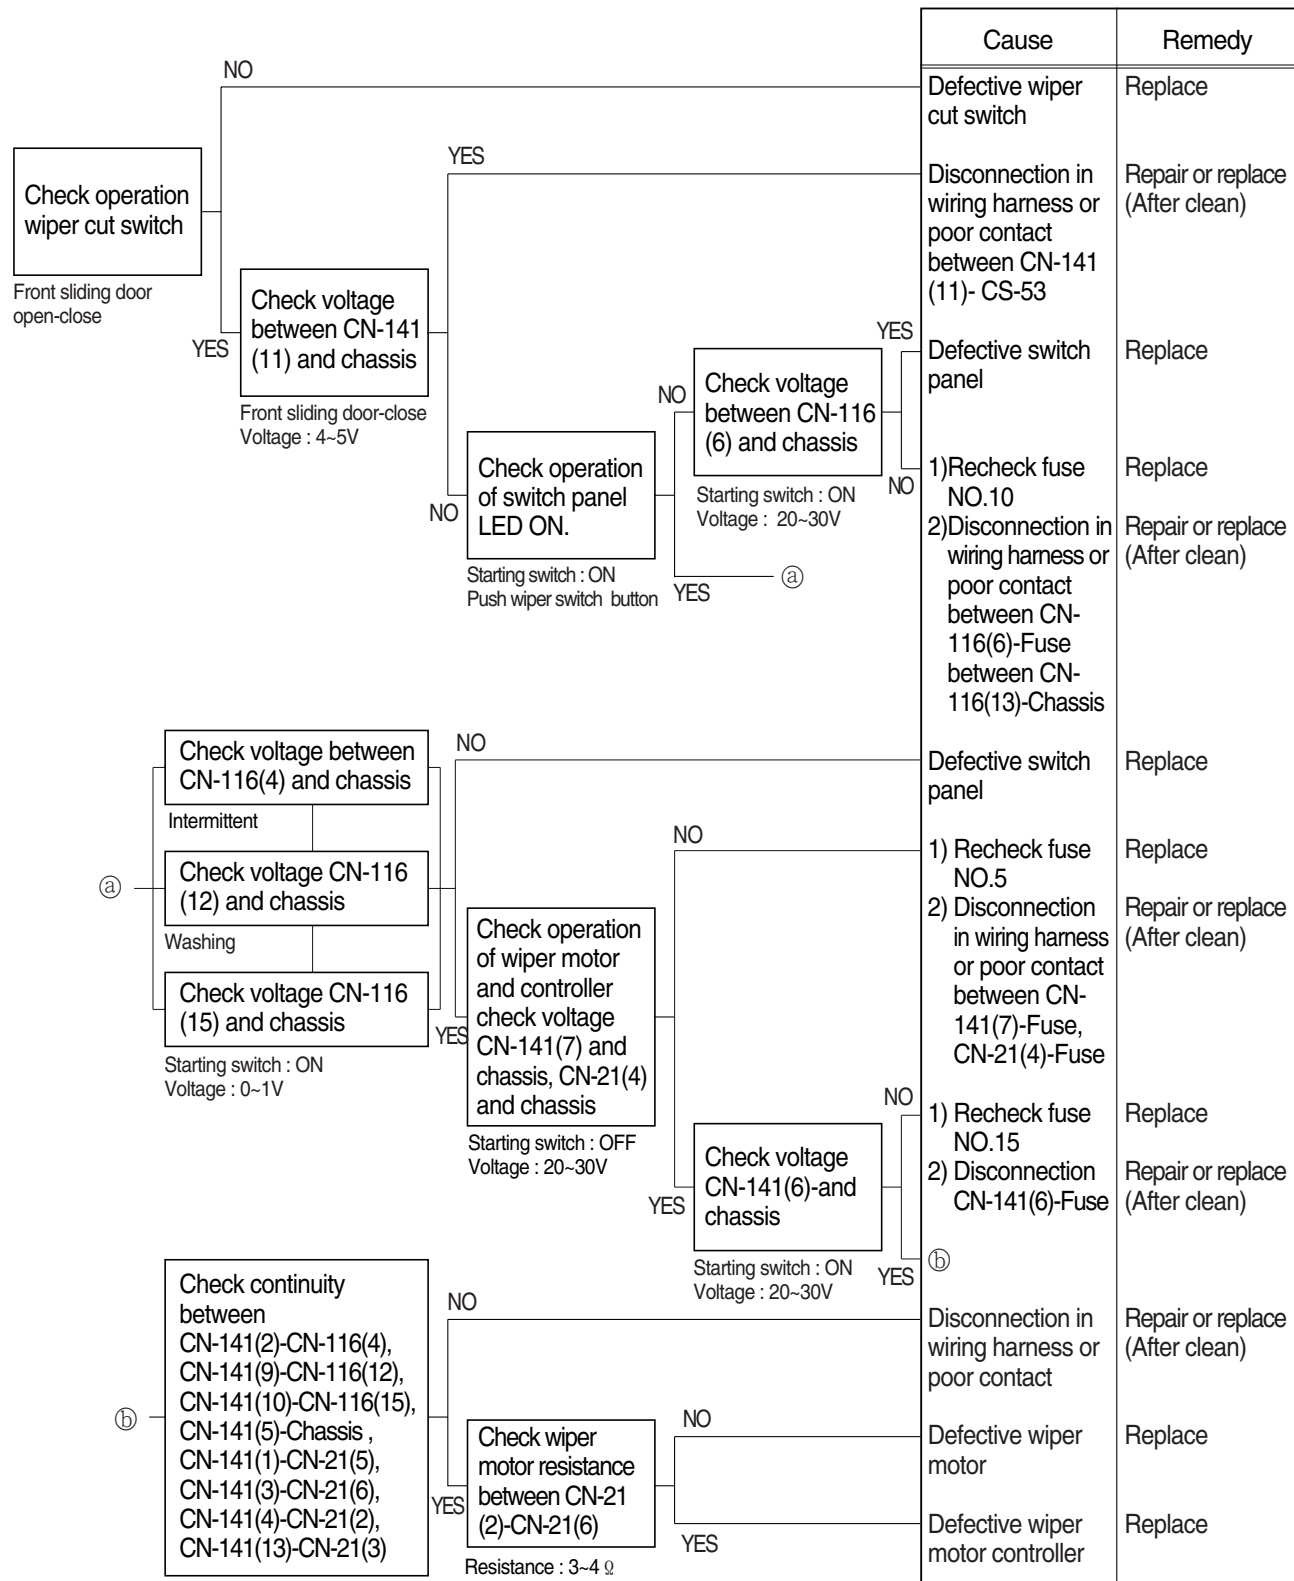 Cause
Remedy
NO
Defective wiper
cut switch
Replace
Check operation
wiper cut switch
Front sliding door
open-close
YES
Disconnection in
wiring harness or
poor contact
between CN-141
(11)- CS-53
Repair or replace
(After clean)
YES
Check voltage
between CN-141
(11) and chassis
Front sliding door-close
Voltage : 4~5V
YES
Defective switch
panel
Replace
NO
Check voltage
between CN-116
(6) and chassis
Starting switch : ON
Voltage :  20~30V
NO
Check operation
of switch panel
LED ON.
Starting switch : ON
Push wiper switch  button
NO
1)Recheck fuse
NO.10
Replace
2)Disconnection in
wiring harness or
poor contact
between CN-
116(6)-Fuse
between CN-
116(13)-Chassis
Repair or replace
(After clean)
YES
ⓐ
Check voltage between
CN-116(4) and chassis
Intermittent
ⓐ
Check voltage CN-116
(12) and chassis
Washing
Check voltage CN-116
(15) and chassis
Starting switch : ON
Voltage : 0~1V
NO
Defective switch
panel
Replace
YES
Check operation
of wiper motor
and controller
check voltage
CN-141(7) and
chassis, CN-21(4)
and chassis
Starting switch : OFF
Voltage : 20~30V
NO
1) Recheck fuse
NO.5
Replace
2) Disconnection
in wiring harness
or poor contact
between CN-
141(7)-Fuse,
CN-21(4)-Fuse
Repair or replace
(After clean)
YES
Check voltage
CN-141(6)-and
chassis
Starting switch : ON
Voltage : 20~30V
NO
1) Recheck fuse
NO.15
Replace
2) Disconnection
CN-141(6)-Fuse
Repair or replace
(After clean)
YES
ⓑ
ⓑ
Check continuity
between
CN-141(2)-CN-116(4),
CN-141(9)-CN-116(12),
CN-141(10)-CN-116(15),
CN-141(5)-Chassis ,
CN-141(1)-CN-21(5),
CN-141(3)-CN-21(6),
CN-141(4)-CN-21(2),
CN-141(13)-CN-21(3)
NO
Disconnection in
wiring harness or
poor contact
Repair or replace
(After clean)
YES
Check wiper
motor resistance
between CN-21
(2)-CN-21(6)
Resistance : 3~4 Ω
NO
Defective wiper
motor
Replace
YES
Defective wiper
motor controller
Replace